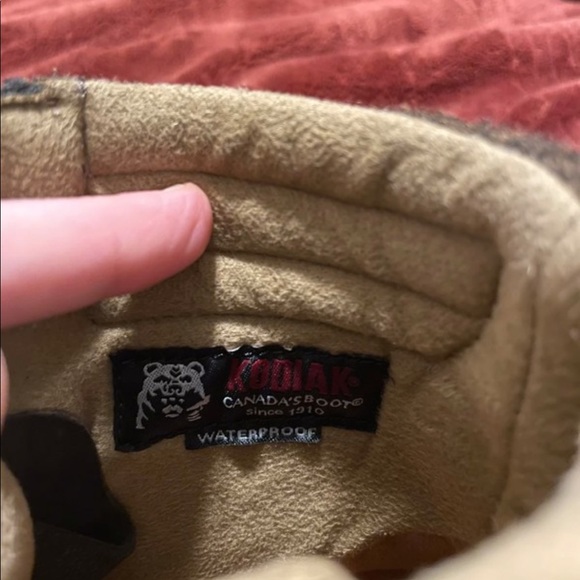 KODIAK®
CANADA'S BOOT®
since 1910
WATERPROOF